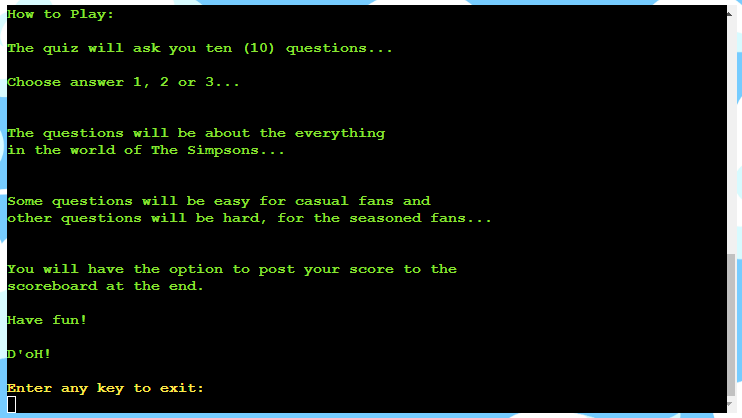 How to Play:
The quiz will ask you ten (10) questions...
Choose answer 1, 2 or 3...
The questions will be about the everything
in the world of The Simpsons...
Some questions will be easy for casual fans and
other questions will be hard, for the seasoned fans...
You will have the option to post your score to the
scoreboard at the end.
Have fun!
D'oH!
Enter any key to exit: